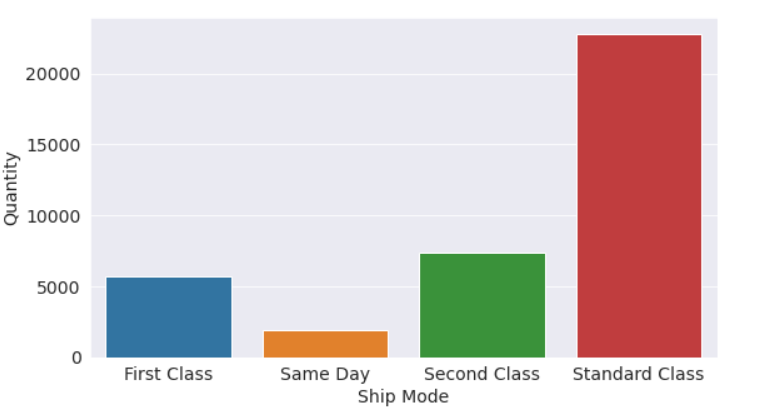 20000
15000
10000
5000
0
Quantity
First Class Same Day Second Class Standard Class
Ship Mode